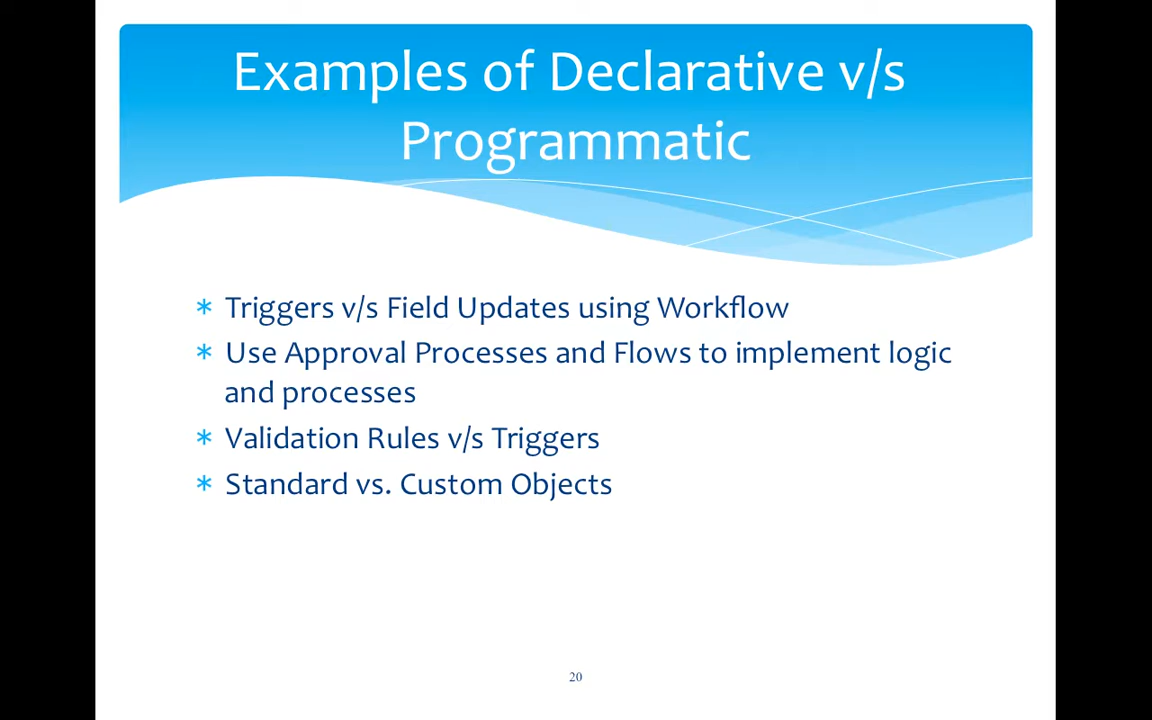 Examples of Declarative v/s
Programmatic
* Triggers v/s Field Updates using Workflow
* Use Approval Processes and Flows to implement logic
and processes
* Validation Rules v/s Triggers
* Standard vs. Custom Objects
20